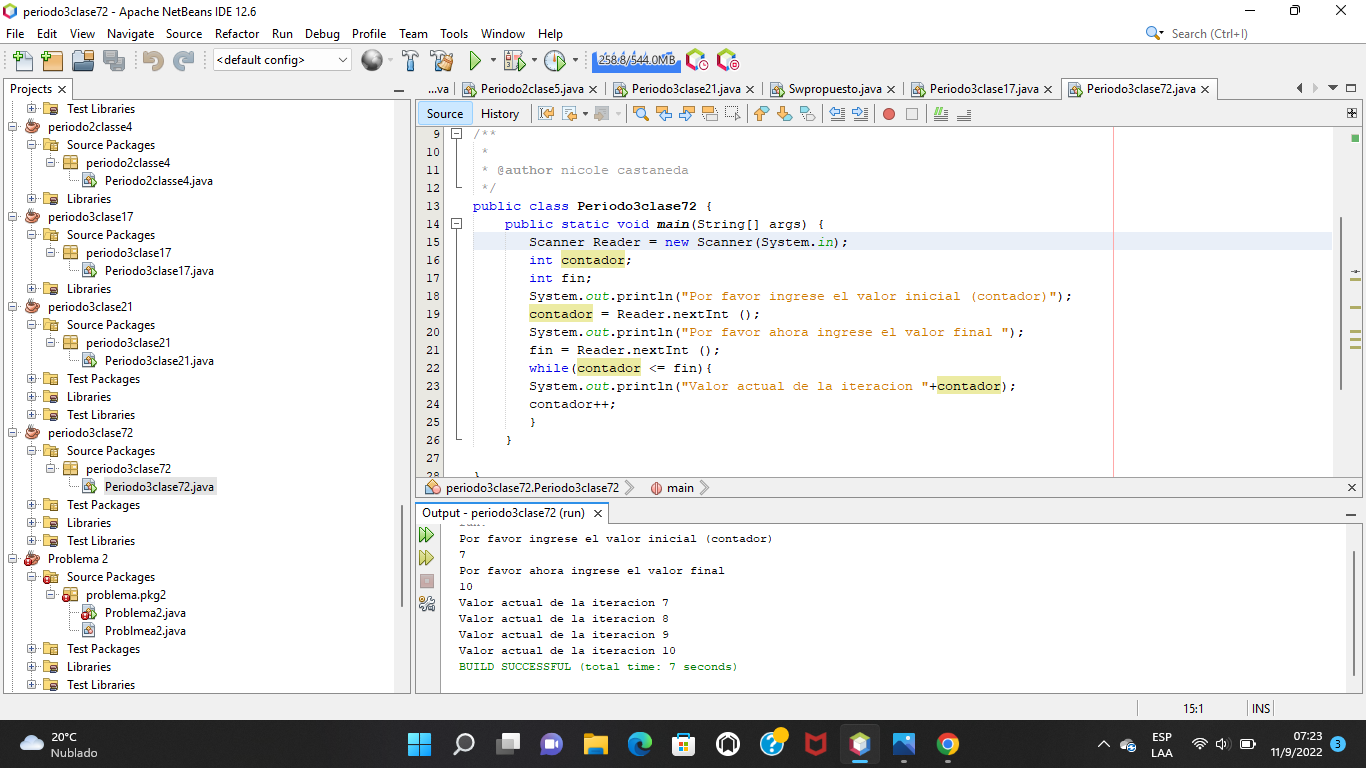 periodo3clase72 - Apache NetBeans IDE 12.6
File Edit View Navigate Source Refactor Run Debug Profile Team Tools Window Help
Search (Ctrl+I)
<default config>
258.8/544.0MB
Projects
Test Libraries
periodo2classe4
Source Packages
periodo2classe4
Periodo2classe4.java
Libraries
periodo3clase17
Source Packages
periodo3clase17
Periodo3clase17.java
Libraries
periodo3clase21
Source Packages
periodo3clase21
Periodo3clase21.java
Test Packages
Libraries
Test Libraries
periodo3clase72
Source Packages
periodo3clase72
Periodo3clase72.java
Test Packages
Libraries
Test Libraries
Problema 2
Source Packages
problema.pkg2
Problema2.java
Problmea2.java
Test Packages
Libraries
Test Libraries
...va Periodo2clase5.java Periodo3clase21.java Swpropuesto.java Periodo3clase17.java Periodo3clase72.java
Source History
9 /**
10 *
11 * @author nicole castaneda
12 */
13 public class Periodo3clase72 {
14 public static void main(String[] args) {
15 Scanner Reader = new Scanner(System.in);
16 int contador;
17 int fin;
18 System.out.println("Por favor ingrese el valor inicial (contador)");
19 contador = Reader.nextInt ();
20 System.out.println("Por favor ahora ingrese el valor final ");
21 fin = Reader.nextInt ();
22 while(contador <= fin){
23 System.out.println("Valor actual de la iteracion "+contador);
24 contador++;
25 }
26 }
27
28 }
periodo3clase72.Periodo3clase72 main
Output - periodo3clase72 (run)
run:
Por favor ingrese el valor inicial (contador)
7
Por favor ahora ingrese el valor final
10
Valor actual de la iteracion 7
Valor actual de la iteracion 8
Valor actual de la iteracion 9
Valor actual de la iteracion 10
BUILD SUCCESSFUL (total time: 7 seconds)
15:1 INS
20°C
Nublado
ESP
LAA
07:23
11/9/2022
3